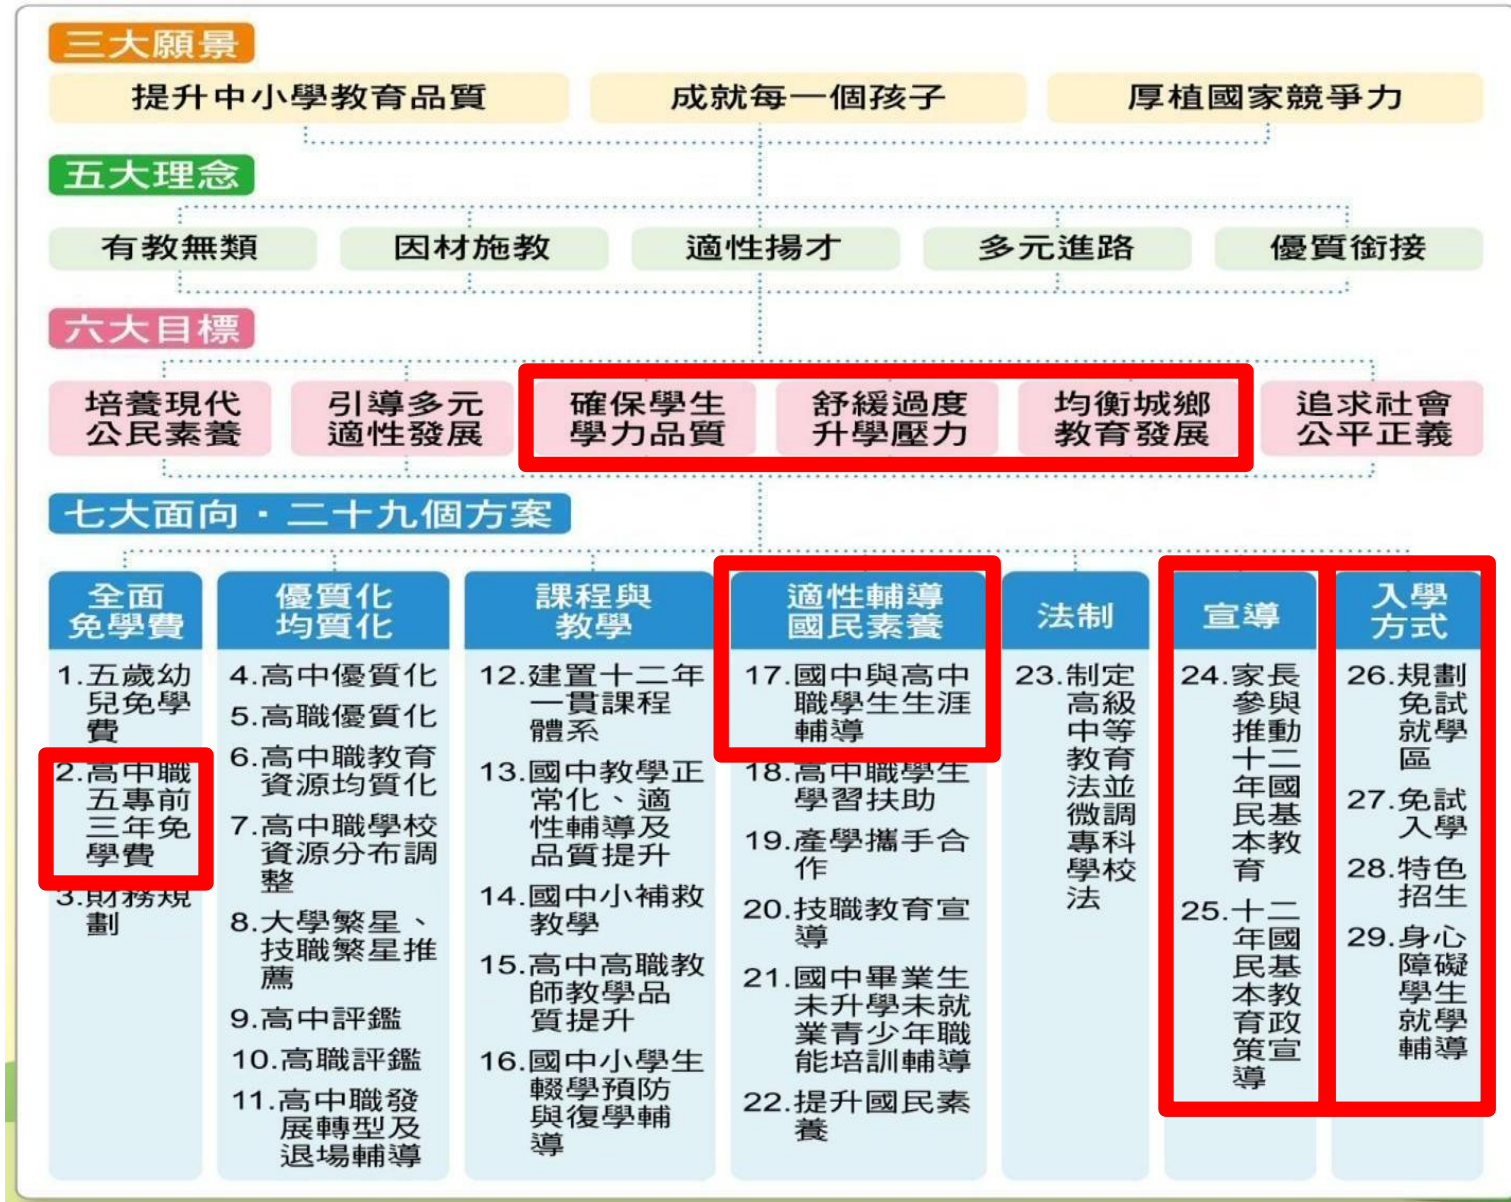 三大願景
提升中小學教育品質
成就每一個孩子
厚植國家競爭力
五大理念
有教無類
因材施教
適性揚才
多元進路
優質銜接
六大目標
培養現代
公民素養
引導多元
適性發展
確保學生
學力品質
舒緩過度
升學壓力
均衡城鄉
教育發展
追求社會
公平正義
七大面向·二十九個方案
全面
免學費
1.五歲幼
兒免學
費
2.高中職
五專前
三年免
學費
3.財務規
劃
優質化
均質化
4.高中優質化
5.高職優質化
6.高中職教育
資源均質化
7.高中職學校
資源分布調
整
8.大學繁星、
技職繁星推
薦
9.高中評鑑
10.高職評鑑
11.高中職發
展轉型及
退場輔導
課程與
教學
12.建置十二年
一貫課程
體系
13.國中教學正
常化、適
性輔導及
品質提升
14.國中小補救
教學
15.高中高職教
師教學品
質提升
16.國中小學生
輟學預防
與復學輔
導
適性輔導
國民素養
17.國中與高中
職學生生涯
輔導
18.高中職學生
學習扶助
19.產學攜手合
作
20.技職教育宣
導
21.國中畢業生
未升學未就
業青少年職
能培訓輔導
22.提升國民素
養
法制
23.制定
高級
中等
教育
法並
微調
專科
學校
法
宣導
24.家長
參與
推動
十二
年國
民基
本教
育
25.十二
年國
民基
本教
育政
策宣
導
入學
方式
26.規劃
免試
就學
區
27.免試
入學
28.特色
招生
29.身心
障礙
學生
就學
輔導